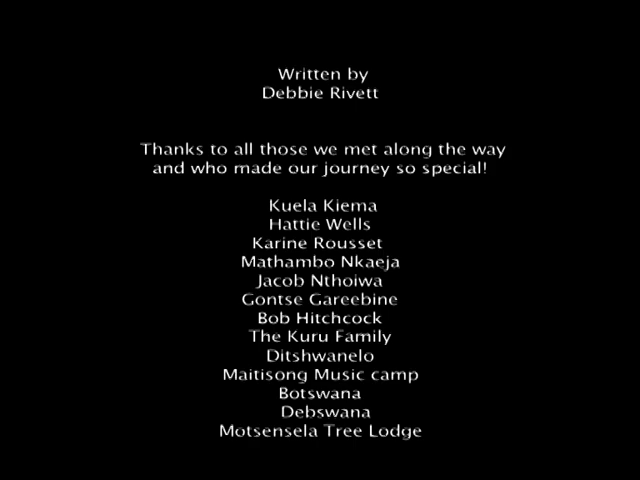 Written by
Debbie Rivett
Thanks to all those we met along the way
and who made our journey so special!
Kuela Kiema
Hattie Wells
Karine Rousset
Mathambo Nkaeja
Jacob Nthoiwa
Gontse Gareebine
Bob Hitchcock
The Kuru Family
Ditshwanelo
Maitisong Music camp
Botswana
Debswana
Motsensela Tree Lodge